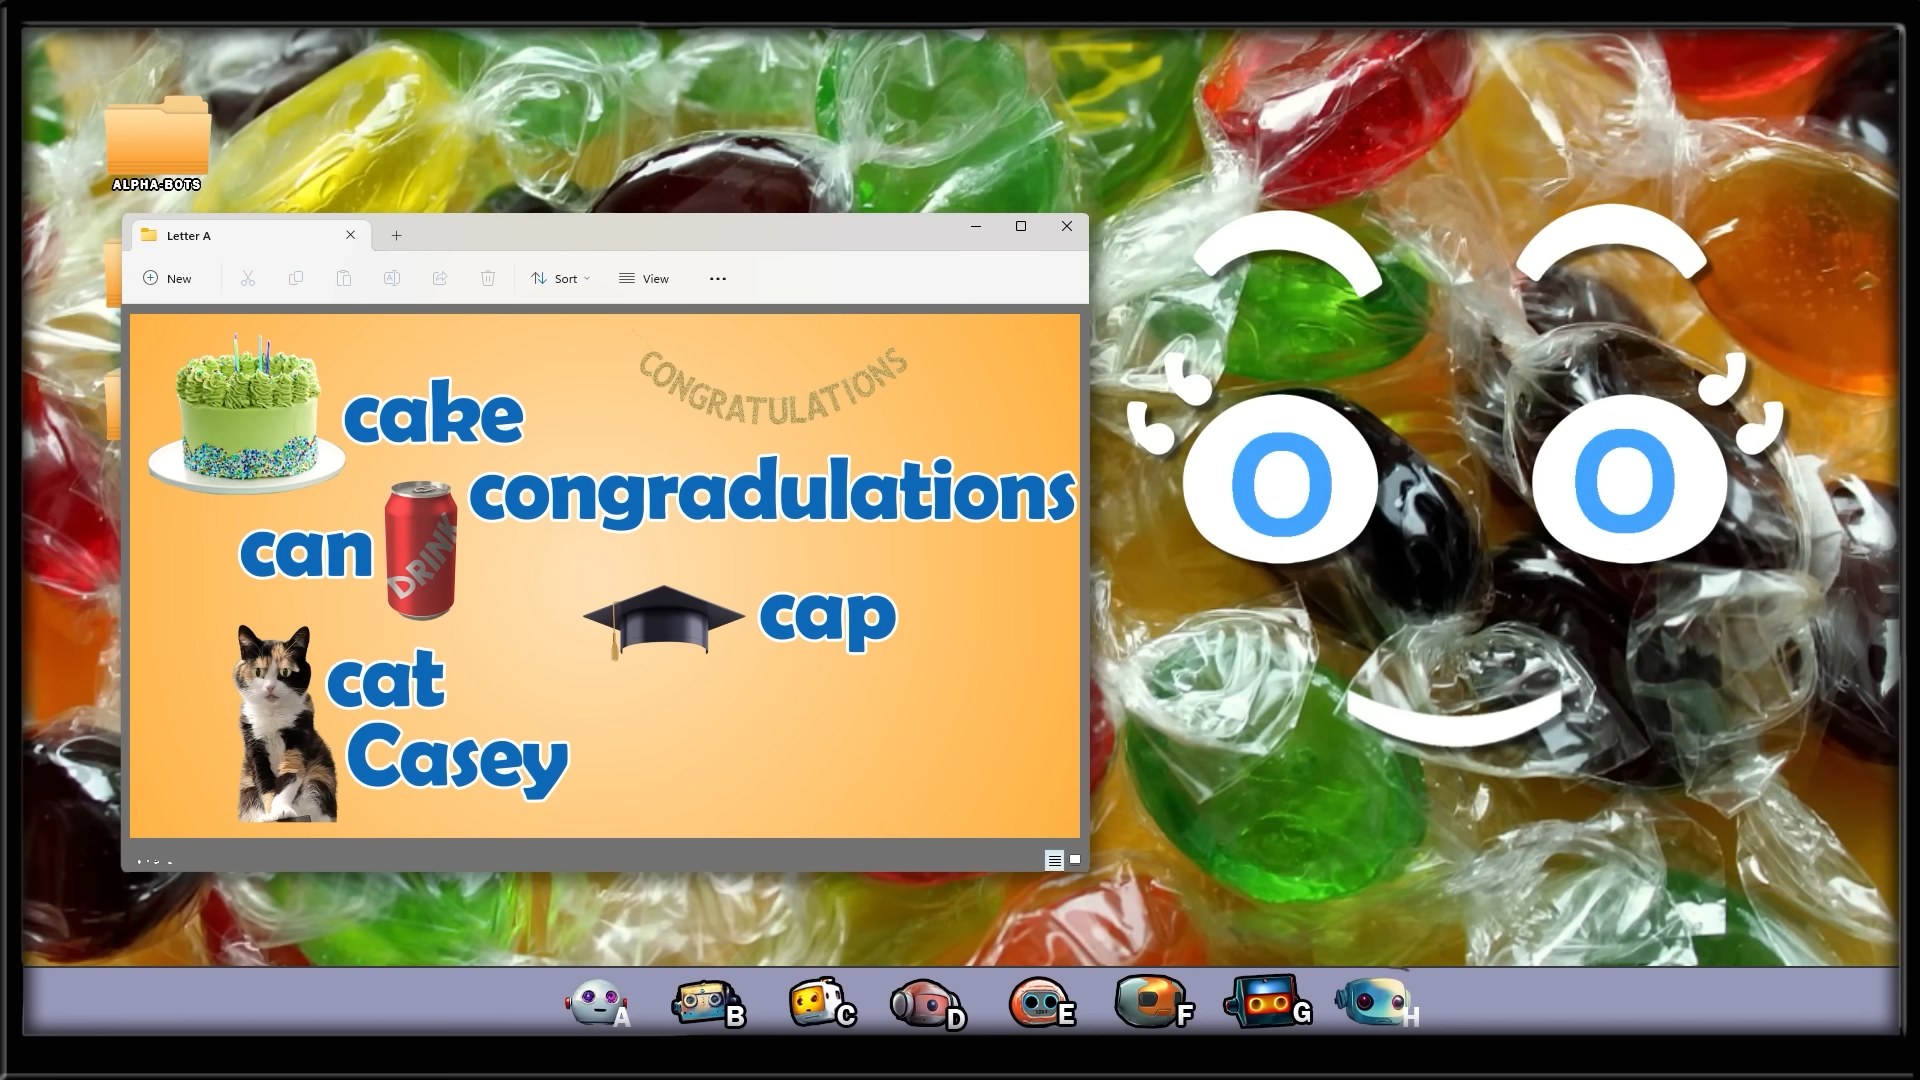 ALPHA-BOTS
Letter A
New
Sort
View
cake
CONGRATULATIONS
congradulations
can
DRINK
cap
cat
Casey
O O
A B C D E F G H